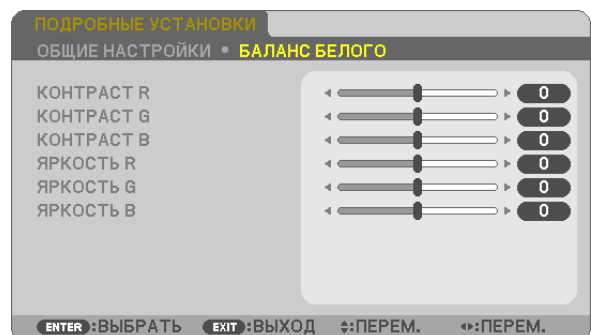 ПОДРОБНЫЕ УСТАНОВКИ
ОБЩИЕ НАСТРОЙКИ • БАЛАНС БЕЛОГО
КОНТРАСТ R 0
КОНТРАСТ G 0
КОНТРАСТ B 0
ЯРКОСТЬ R 0
ЯРКОСТЬ G 0
ЯРКОСТЬ B 0
ENTER :ВЫБРАТЬ EXIT :ВЫХОД :ПЕРЕМ. :ПЕРЕМ.